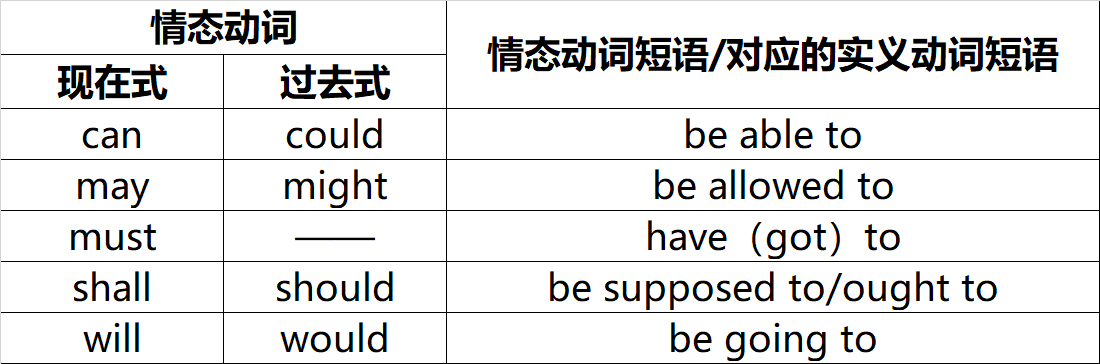 情态动词
情态动词短语/对应的实义动词短语
现在式 过去式
can could be able to
may might be allowed to
must —— have（got）to
shall should be supposed to/ought to
will would be going to